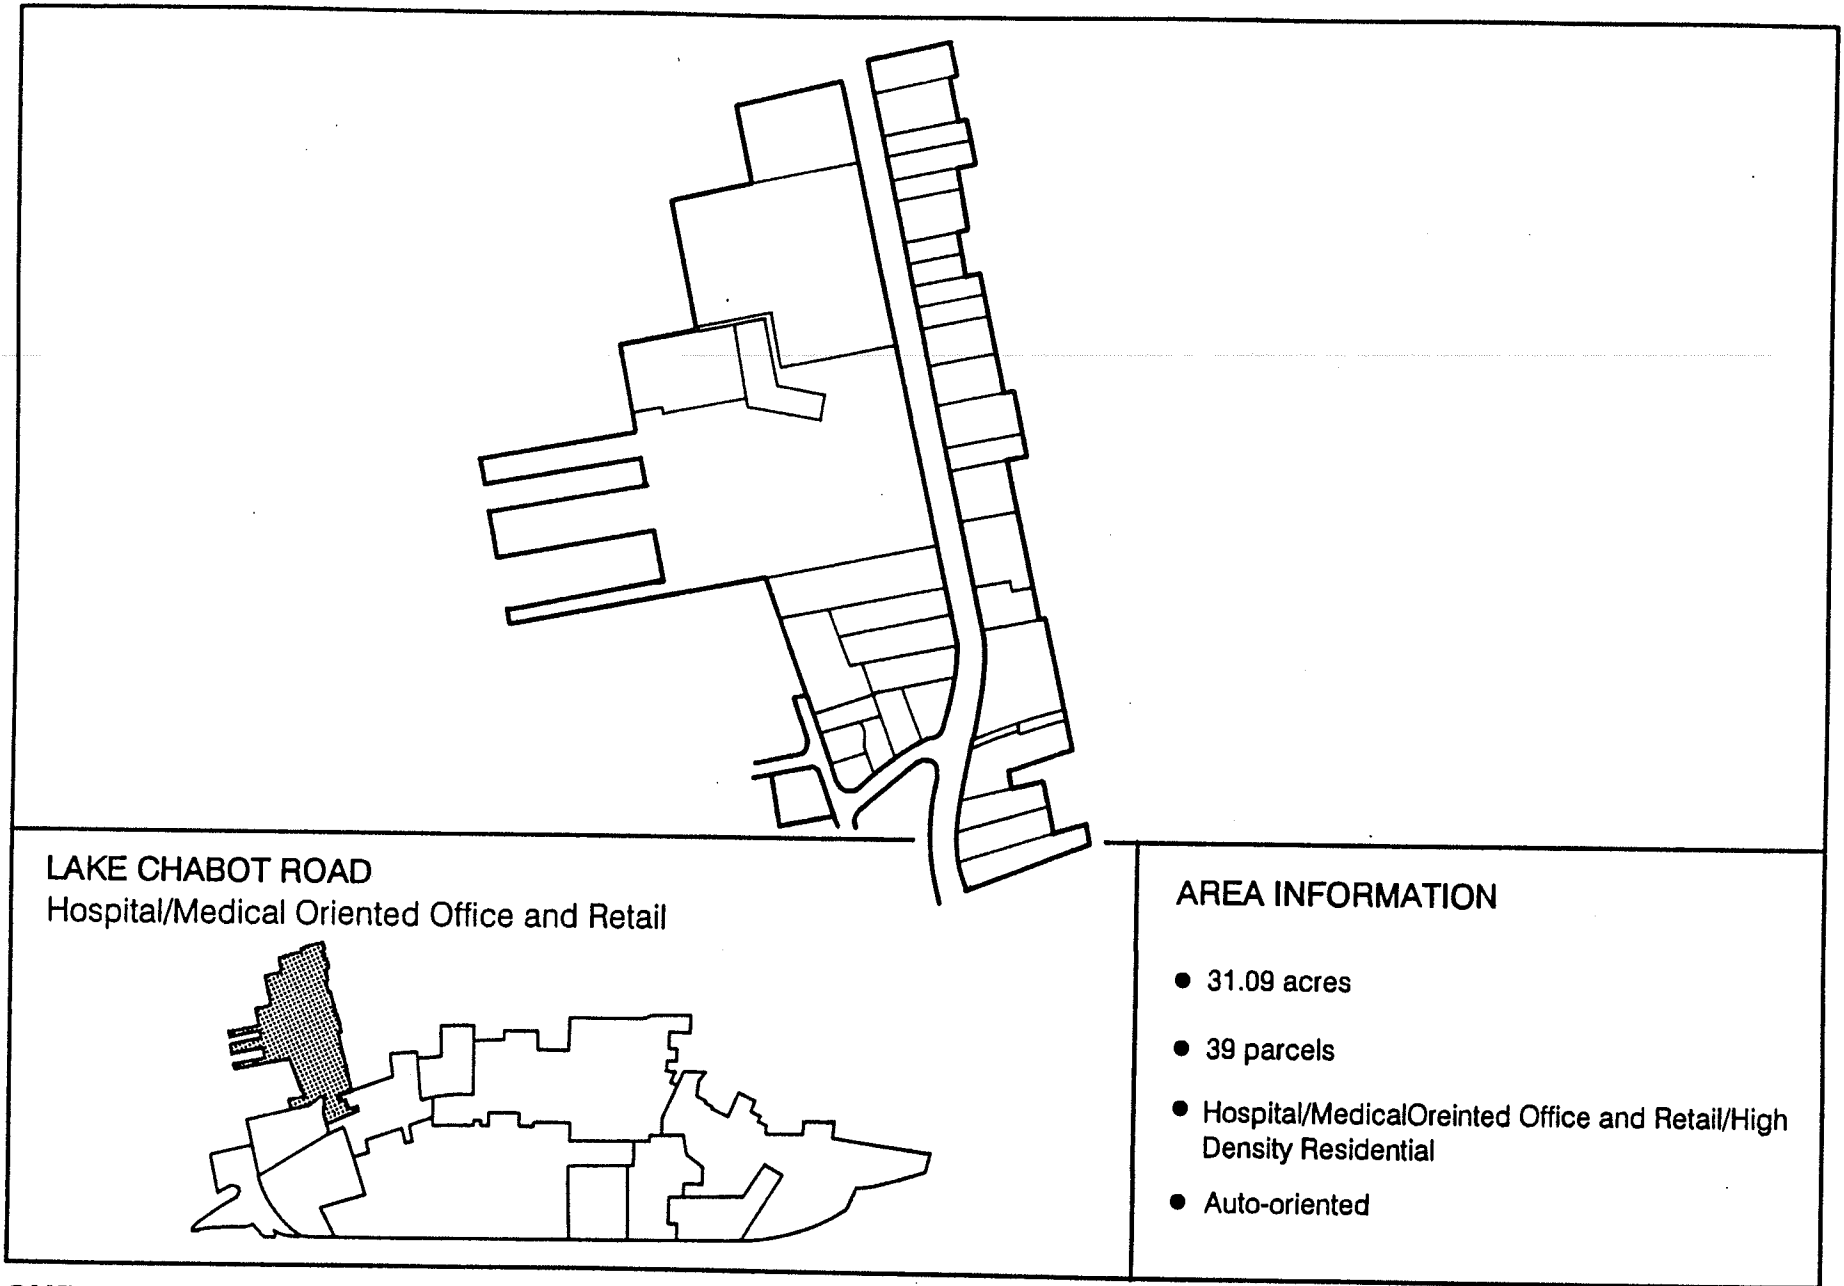 LAKE CHABOT ROAD
Hospital/Medical Oriented Office and Retail
AREA INFORMATION
● 31.09 acres
● 39 parcels
● Hospital/MedicalOreinted Office and Retail/High
Density Residential
● Auto-oriented